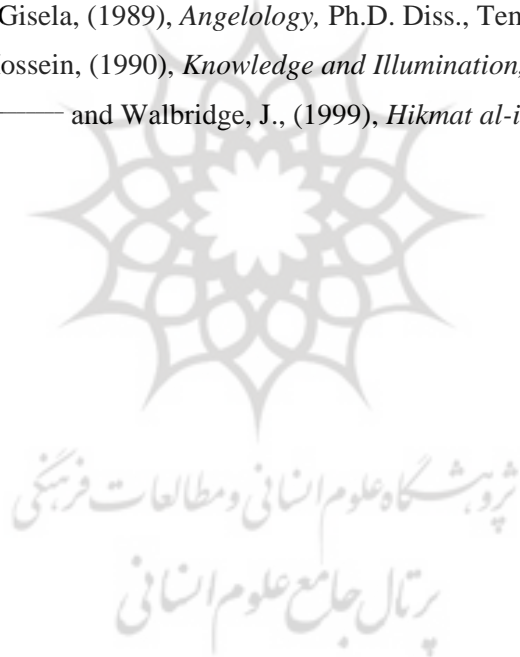 Gisela, (1989), Angelology, Ph.D. Diss., Ten
ossein, (1990), Knowledge and Illumination,
—— and Walbridge, J., (1999), Hikmat al-i
پژوهشگاه علوم انسانی و مطالعات فرهنگی
پرتال جامع علوم انسانی